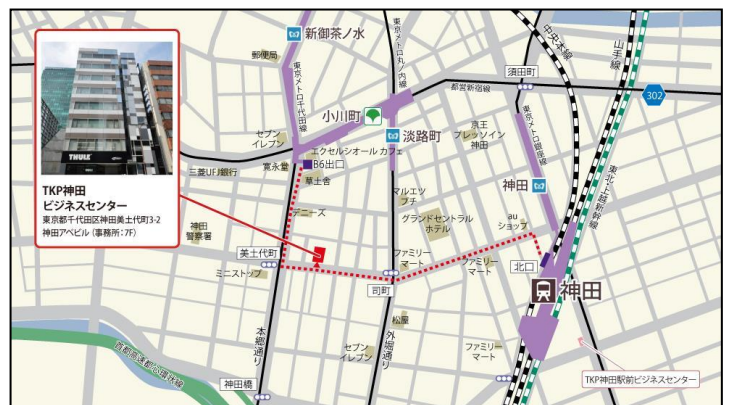 THULE
TKP神田
ビジネスセンター
東京都千代田区神田美土代町3-2
神田アベビル (事務所:7F)
新御茶ノ水
郵便局
東京メトロ千代田線
東京メトロ丸ノ内線
小川町
淡路町
都営新宿線
須田町
中央本線
山手線
302
セブン
イレブン
エクセルシオール カフェ
B6出口
寛永堂
草土舎
三菱UFJ銀行
京王
プレッソイン
神田
東京メトロ銀座線
東北・上越新幹線
マルエツ
プチ
神田
デニーズ
グランドセントラル
ホテル
au
ショップ
神田
警察署
美土代町
ミニストップ
ファミリー
マート
ファミリー
マート
北口
神田
司町
本郷通り
外堀通り
松屋
セブン
イレブン
ファミリー
マート
首都高速都心環状線
神田橋
TKP神田駅前ビジネスセンター